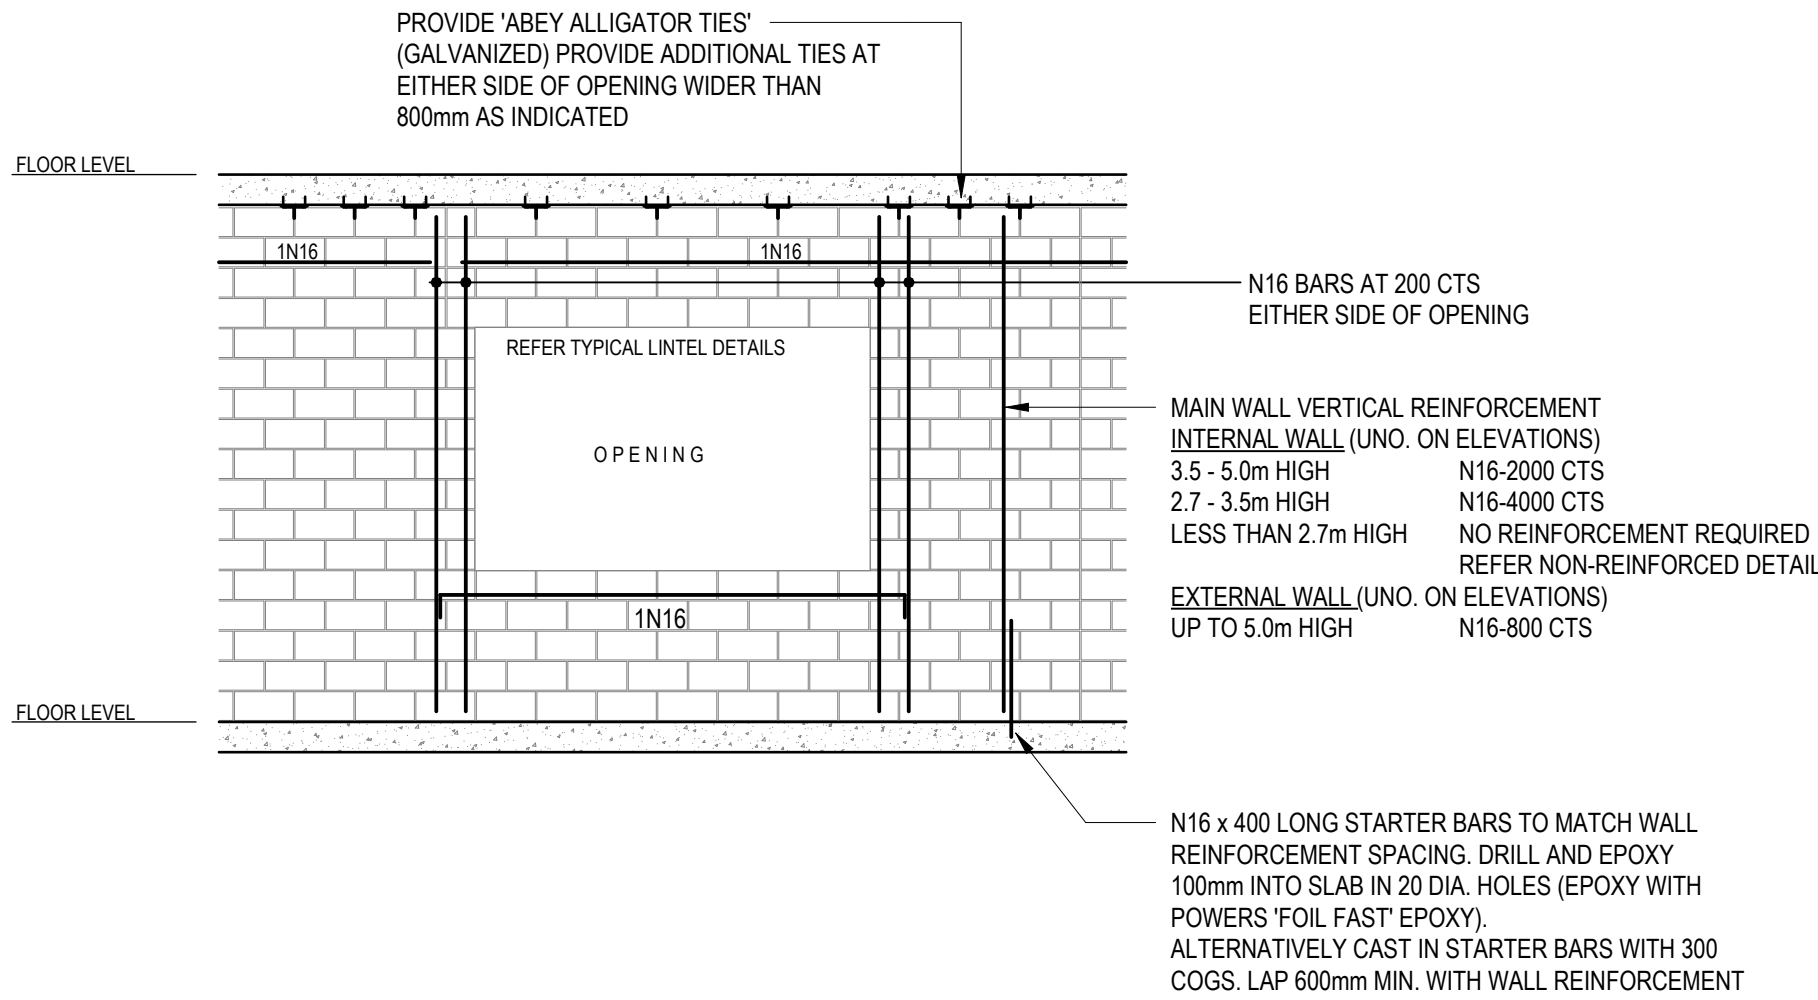 PROVIDE 'ABEY ALLIGATOR TIES'
(GALVANIZED) PROVIDE ADDITIONAL TIES AT
EITHER SIDE OF OPENING WIDER THAN
800mm AS INDICATED
FLOOR LEVEL
1N16 1N16
N16 BARS AT 200 CTS
EITHER SIDE OF OPENING
REFER TYPICAL LINTEL DETAILS
OPENING
MAIN WALL VERTICAL REINFORCEMENT
INTERNAL WALL (UNO. ON ELEVATIONS)
3.5 - 5.0m HIGH N16-2000 CTS
2.7 - 3.5m HIGH N16-4000 CTS
LESS THAN 2.7m HIGH NO REINFORCEMENT REQUIRED
REFER NON-REINFORCED DETAIL
EXTERNAL WALL (UNO. ON ELEVATIONS)
UP TO 5.0m HIGH N16-800 CTS
1N16
FLOOR LEVEL
N16 x 400 LONG STARTER BARS TO MATCH WALL
REINFORCEMENT SPACING. DRILL AND EPOXY
100mm INTO SLAB IN 20 DIA. HOLES (EPOXY WITH
POWERS 'FOIL FAST' EPOXY).
ALTERNATIVELY CAST IN STARTER BARS WITH 300
COGS. LAP 600mm MIN. WITH WALL REINFORCEMENT